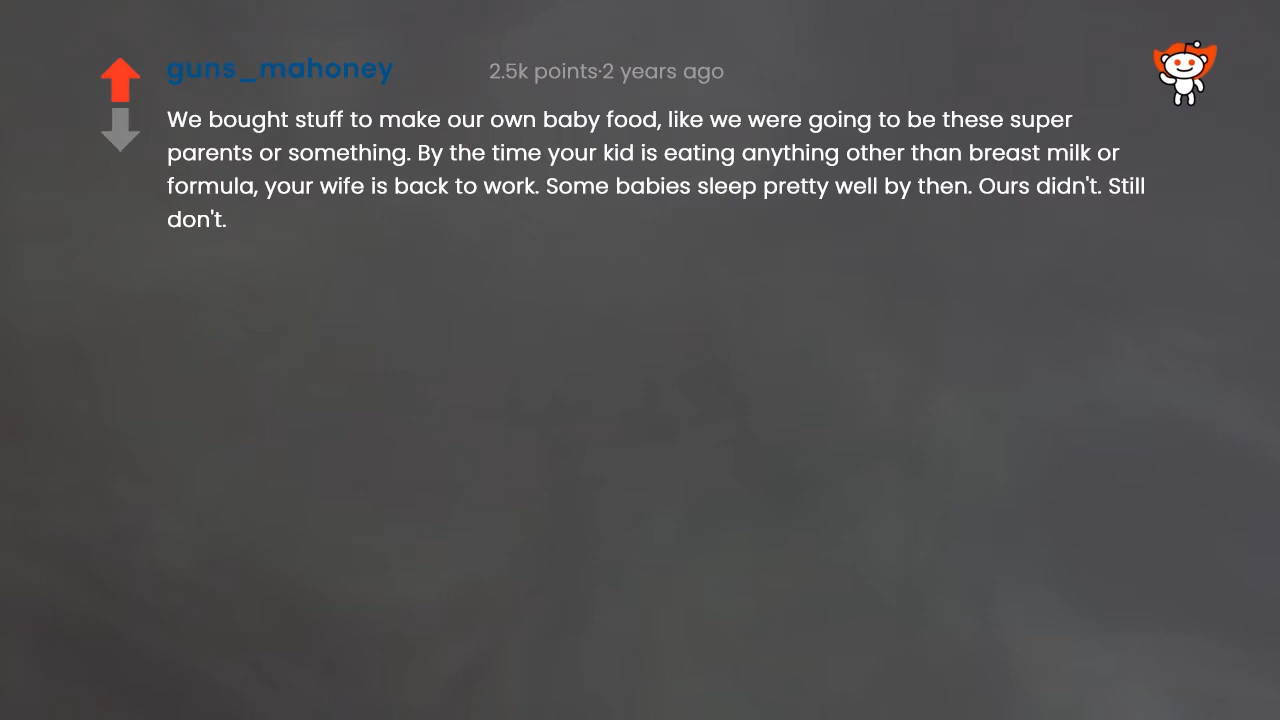 guns_mahoney 2.5k points·2 years ago
We bought stuff to make our own baby food, like we were going to be these super
parents or something. By the time your kid is eating anything other than breast milk or
formula, your wife is back to work. Some babies sleep pretty well by then. Ours didn't. Still
don't.